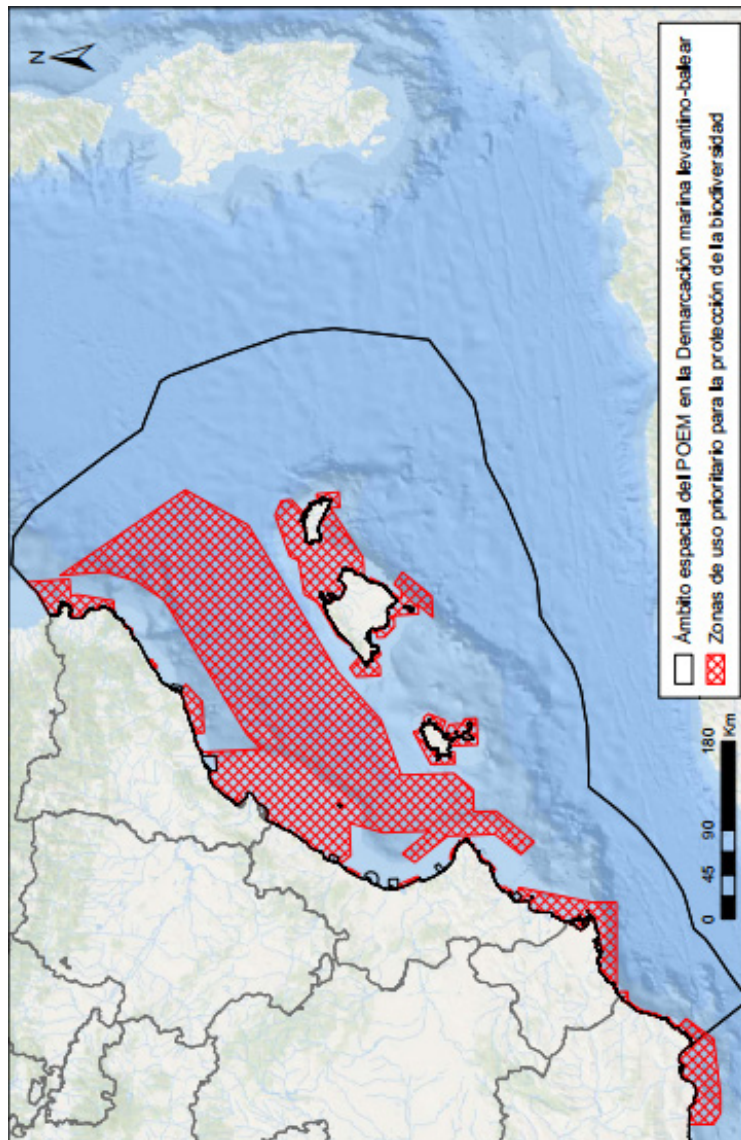 N
Ámbito espacial del POEM en la Demarcación marina levantino-balear
Zonas de uso prioritario para la protección de la biodiversidad
0 45 90 180
Km